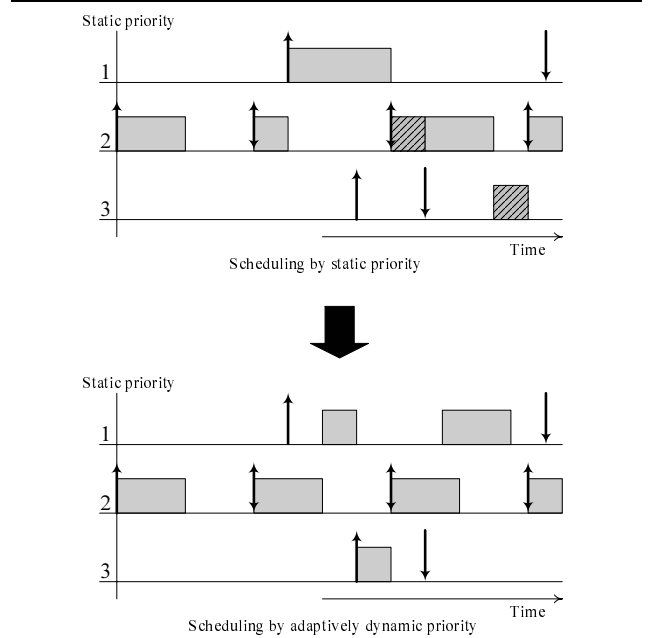 Static priority
1
2
3
Time
Scheduling by static priority
Static priority
1
2
3
Time
Scheduling by adaptively dynamic priority